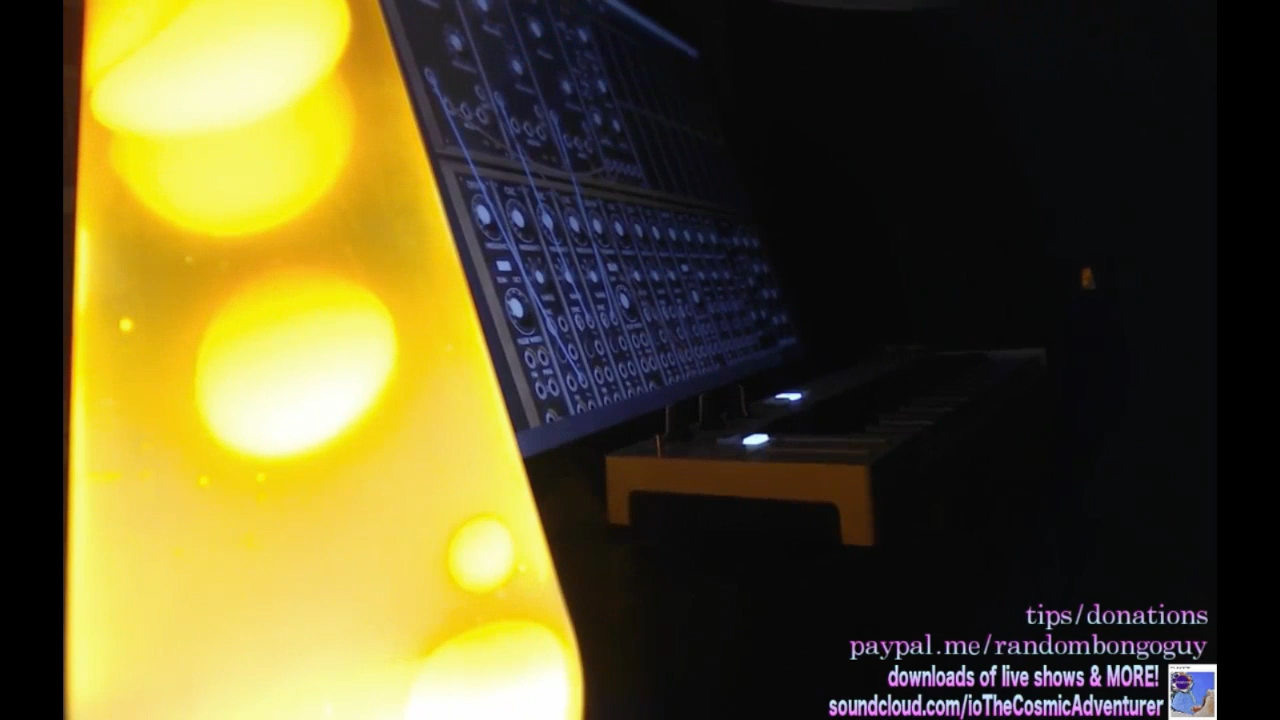 tips/donations
paypal.me/randombongoguy
downloads of live shows & MORE!
soundcloud.com/ioTheCosmicAdventurer